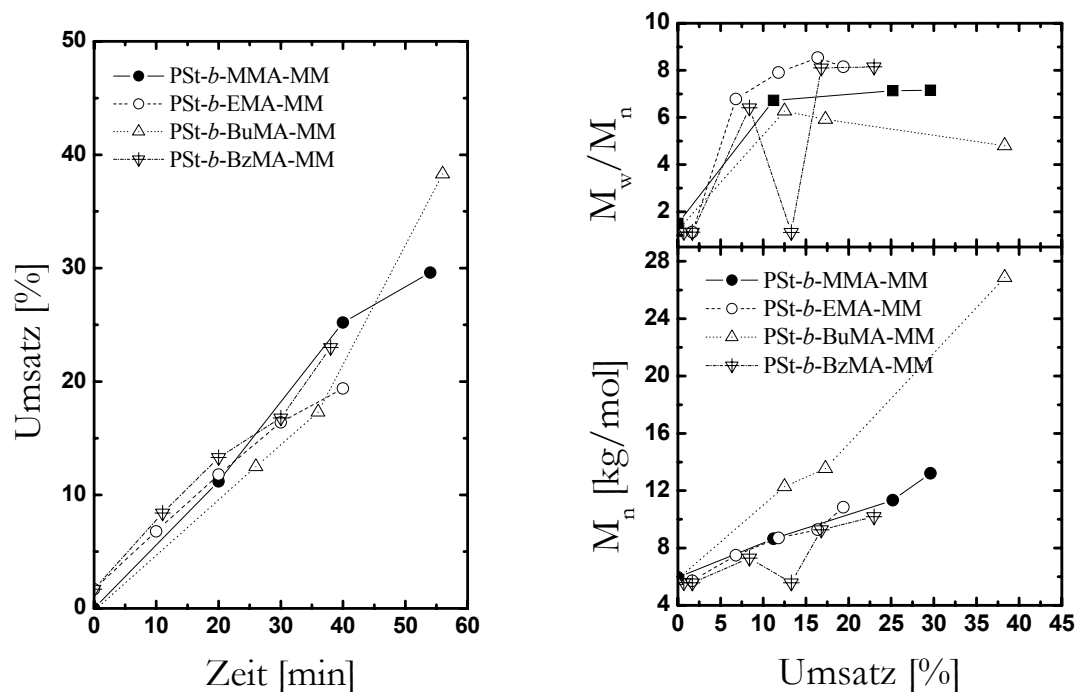 50
40
30
20
10
0
Umsatz [%]
PSt-b-MMA-MM
PSt-b-EMA-MM
PSt-b-BuMA-MM
PSt-b-BzMA-MM
0 10 20 30 40 50 60
Zeit [min]
10
8
6
4
2
Mw/Mn
28
24
20
16
12
8
4
Mn [kg/mol]
PSt-b-MMA-MM
PSt-b-EMA-MM
PSt-b-BuMA-MM
PSt-b-BzMA-MM
0 5 10 15 20 25 30 35 40 45
Umsatz [%]